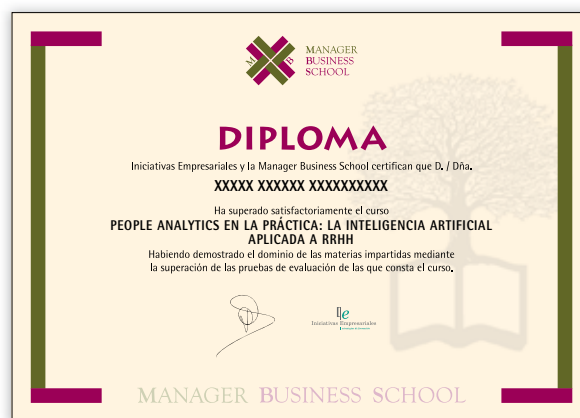 M B
MANAGER
BUSINESS
SCHOOL
DIPLOMA
Iniciativas Empresariales y la Manager Business School certifican que D. / Dña.
XXXXX XXXXXX XXXXXXXXXX
Ha superado satisfactoriamente el curso
PEOPLE ANALYTICS EN LA PRÁCTICA: LA INTELIGENCIA ARTIFICIAL
APLICADA A RRHH
Habiendo demostrado el dominio de las materias impartidas mediante
la superación de las pruebas de evaluación de las que consta el curso.
Iniciativas Empresariales
MANAGER BUSINESS SCHOOL